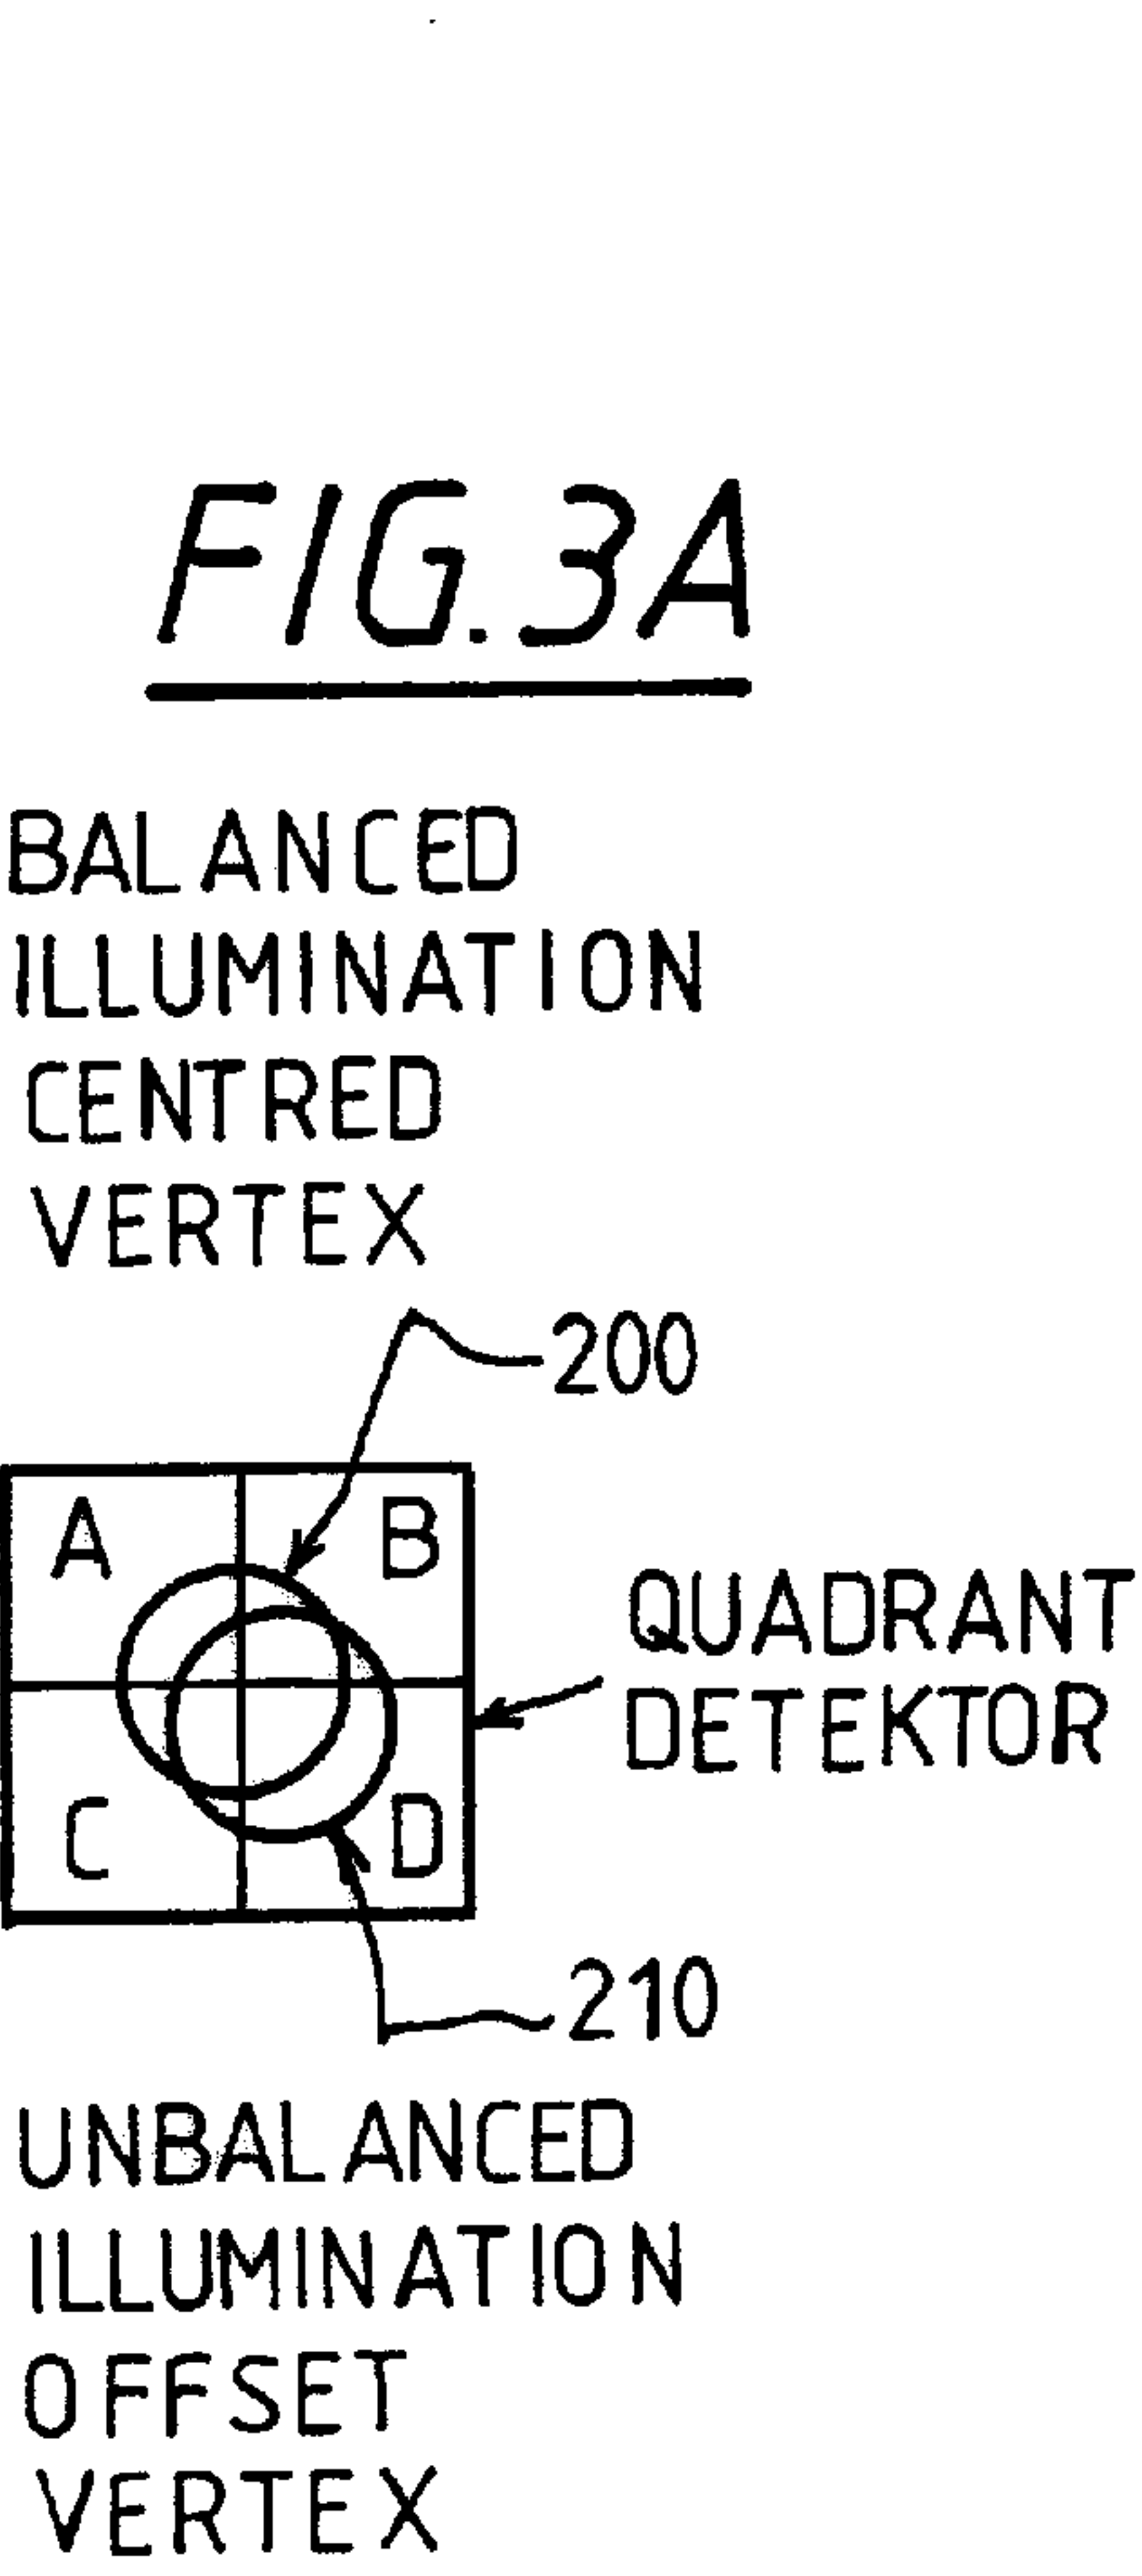 FIG. 3A
BALANCED
ILLUMINATION
CENTRED
VERTEX
200
A B
QUADRANT
DETEKTOR
C D
210
UNBALANCED
ILLUMINATION
OFFSET
VERTEX